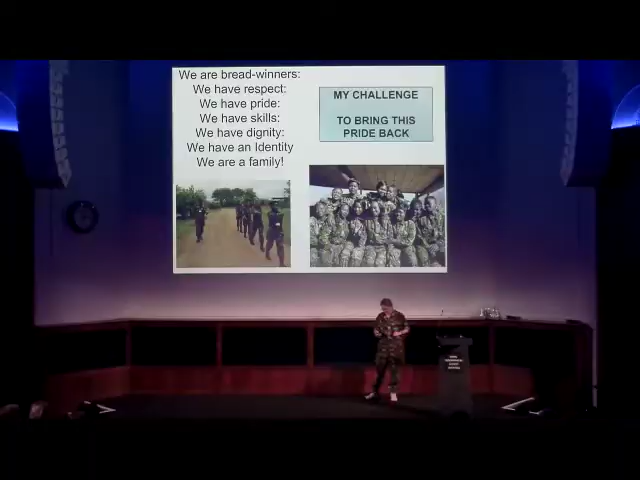 We are bread-winners:
We have respect:
We have pride:
We have skills:
We have dignity:
We have an Identity
We are a family!
MY CHALLENGE
TO BRING THIS
PRIDE BACK